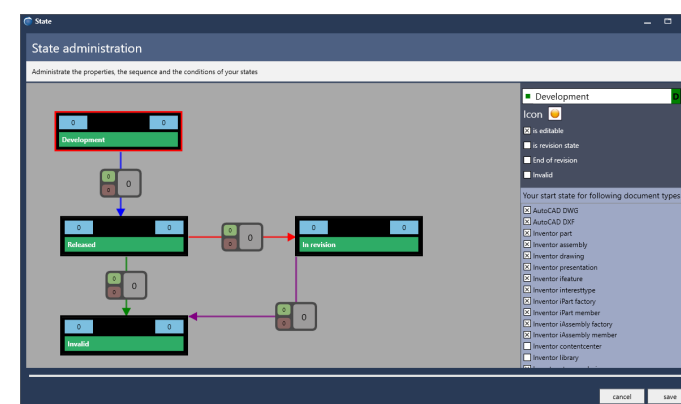 State
State administration
Administrate the properties, the sequence and the conditions of your states
0 0
Development
0
0
0
0 0
Released
0
0
0
0 0
In revision
0
0
0
0
0
0
0 0
Invalid
Development D
Icon
is editable
is revision state
End of revision
Invalid
Your start state for following document types
AutoCAD DWG
AutoCAD DXF
Inventor part
Inventor assembly
Inventor drawing
Inventor presentation
Inventor ifeature
Inventor interesttype
Inventor iPart factory
Inventor iPart member
Inventor iAssembly factory
Inventor iAssembly member
Inventor contentcenter
Inventor library
cancel save